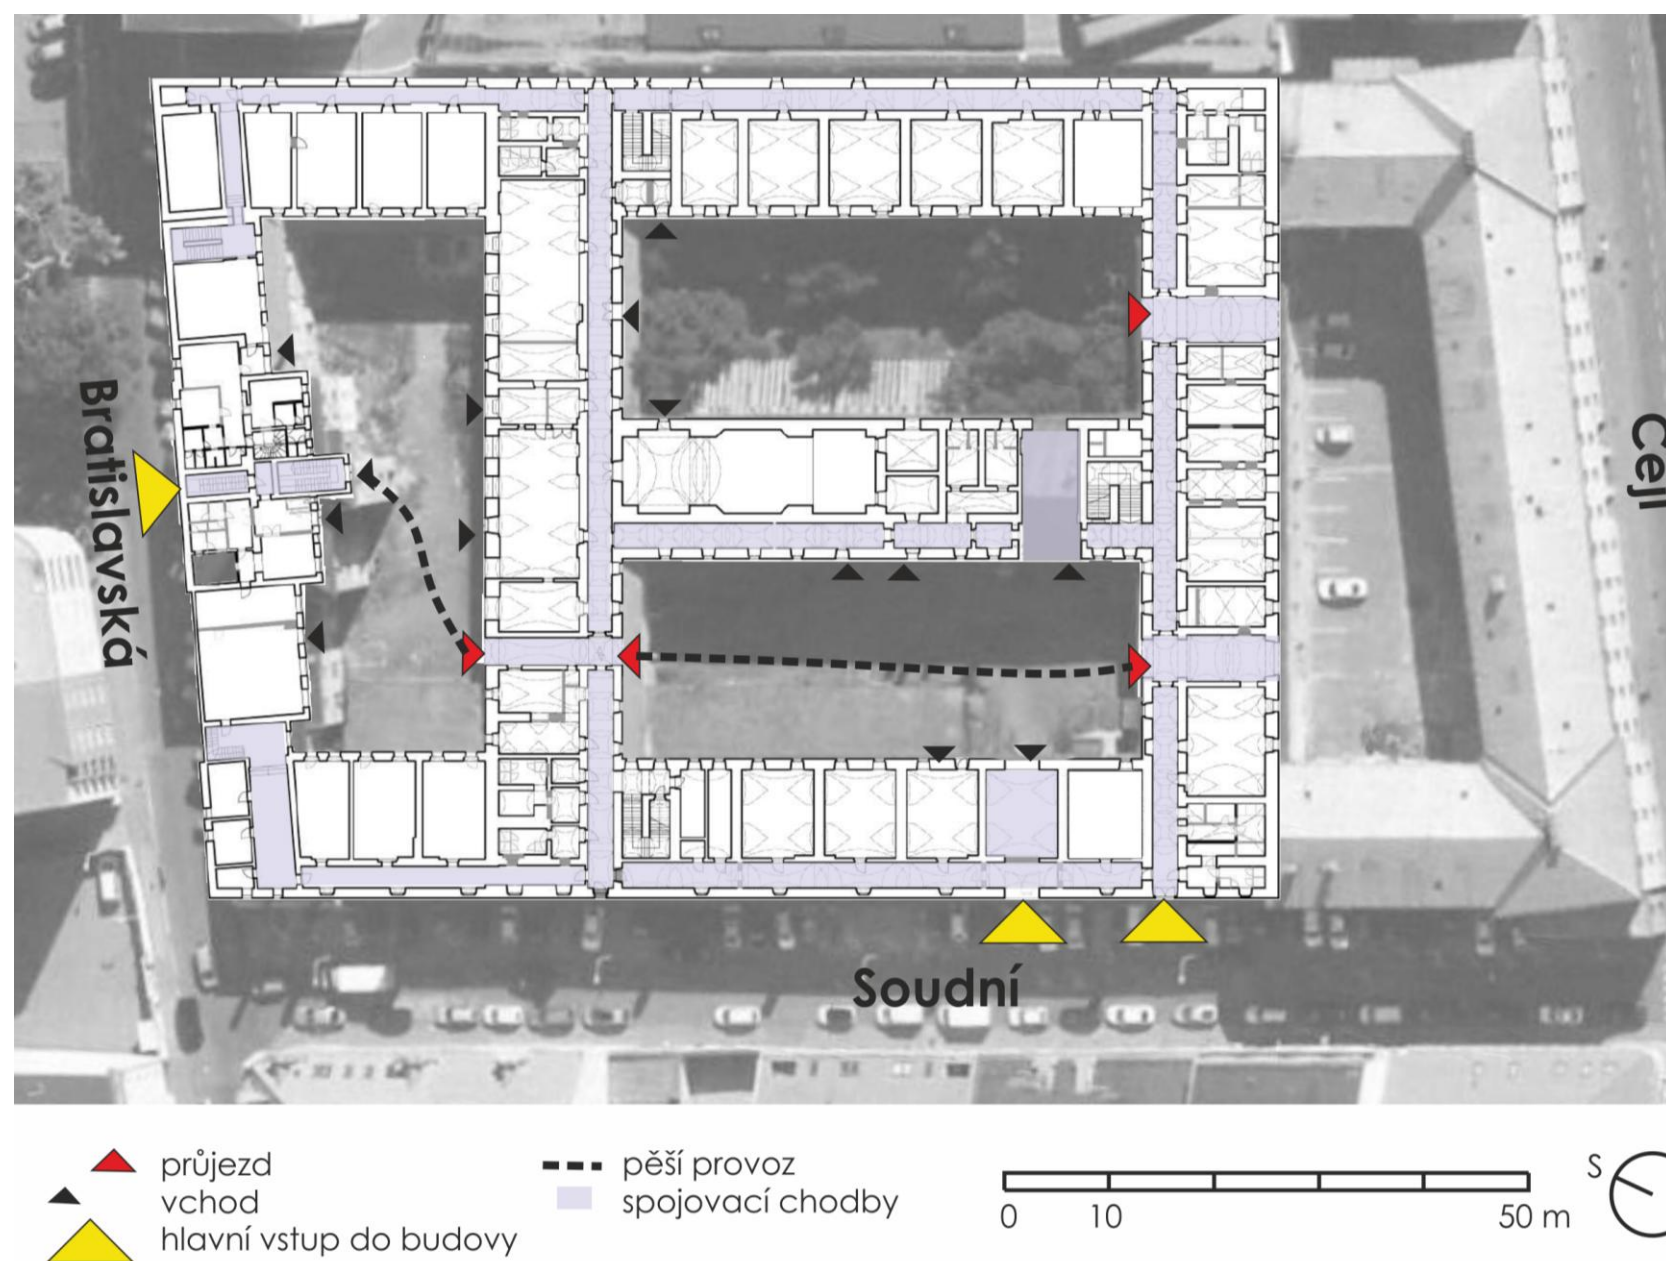 Bratislavská
Cejl
Soudní
průjezd
vchod
hlavní vstup do budovy
pěší provoz
spojovací chodby
0 10 50 m
S